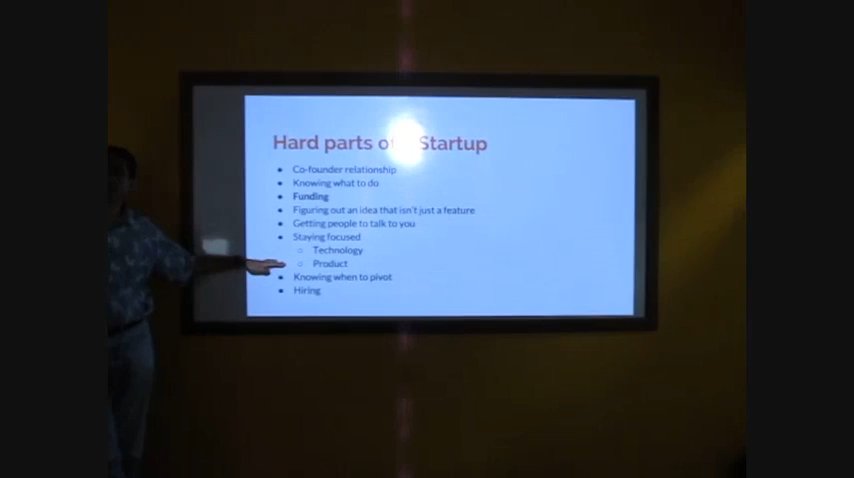 Hard parts of Startup
Co-founder relationship
Knowing what to do
Funding
Figuring out an idea that isn't just a feature
Getting people to talk to you
Staying focused
Technology
Product
Knowing when to pivot
Hiring